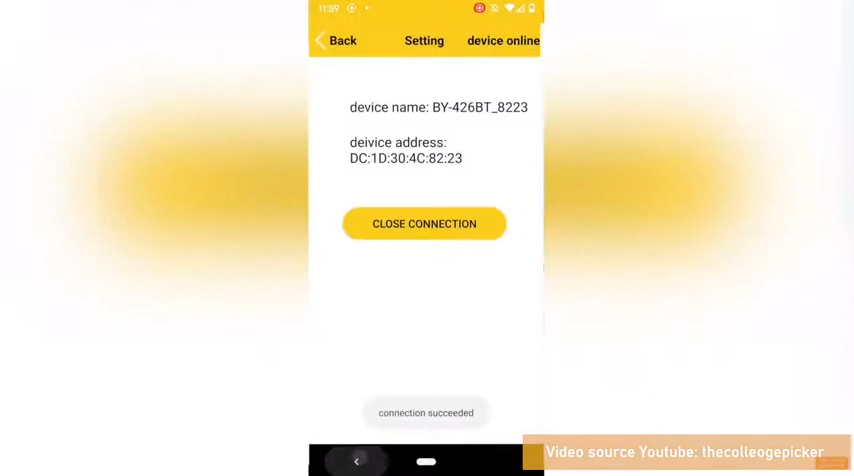 11:59
Back Setting device online
device name: BY-426BT_8223
deivice address:
DC:1D:30:4C:82:23
CLOSE CONNECTION
connection succeeded
Video source Youtube: thecolleogepicker